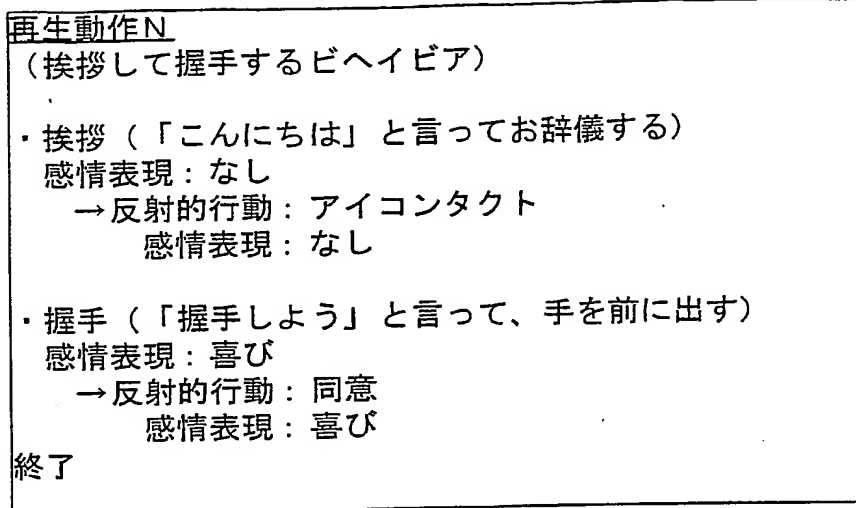 再生動作N
(挨拶して握手するビヘイビア)
・挨拶(「こんにちは」と言ってお辞儀する)
感情表現:なし
→反射的行動:アイコンタクト
感情表現:なし
・握手(「握手しよう」と言って、手を前に出す)
感情表現:喜び
→反射的行動:同意
感情表現:喜び
終了